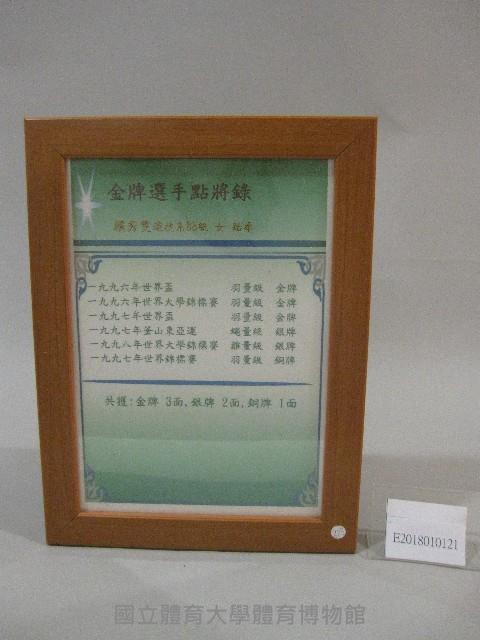 金牌選手點將錄
一九九六年世界盃 羽量級 金牌
一九九六年世界大學錦標賽 羽量級 金牌
一九九七年世界盃 羽量級 金牌
一九九七年釜山東亞運 蠅量級 銀牌
一九九八年世界大學錦標賽 雛量級 銀牌
一九九七年世界錦標賽 羽量級 銅牌
共獲:金牌 3面,銀牌 2面,銅牌 1面
E2018010121
國立體育大學體育博物館